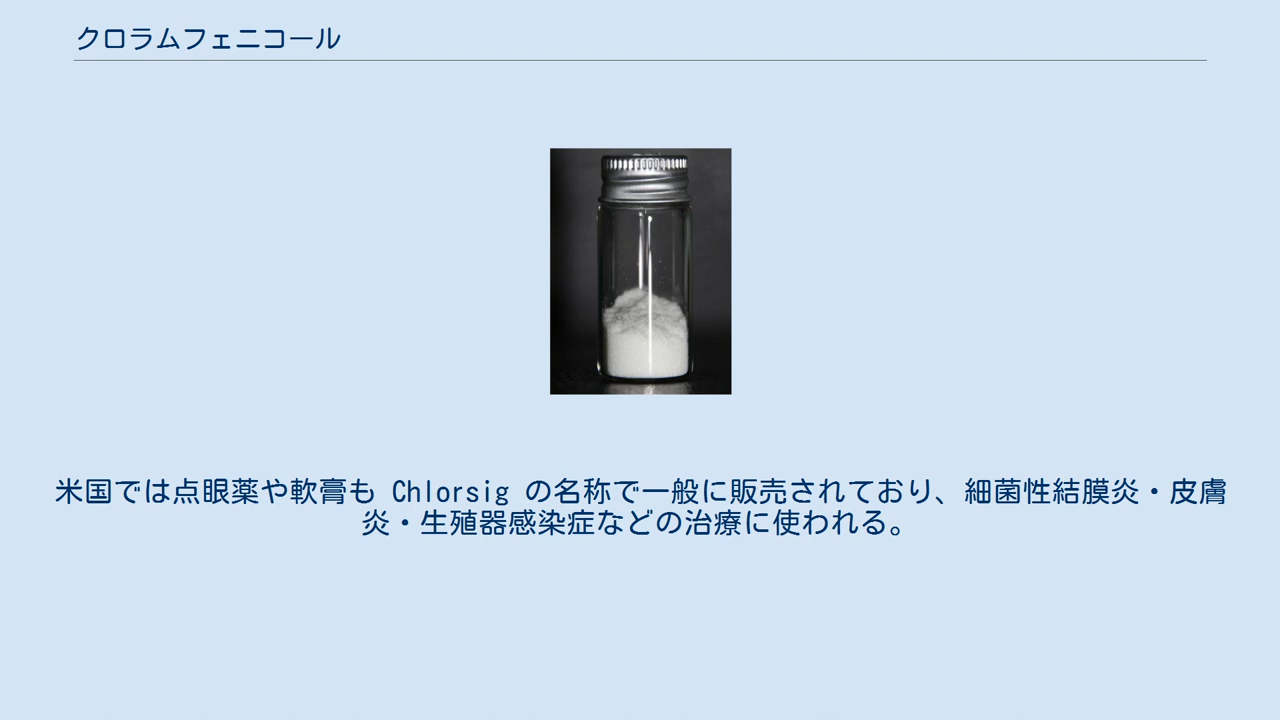 クロラムフェニコール
米国では点眼薬や軟膏も Chlorsig の名称で一般に販売されており、細菌性結膜炎・皮膚
炎・生殖器感染症などの治療に使われる。